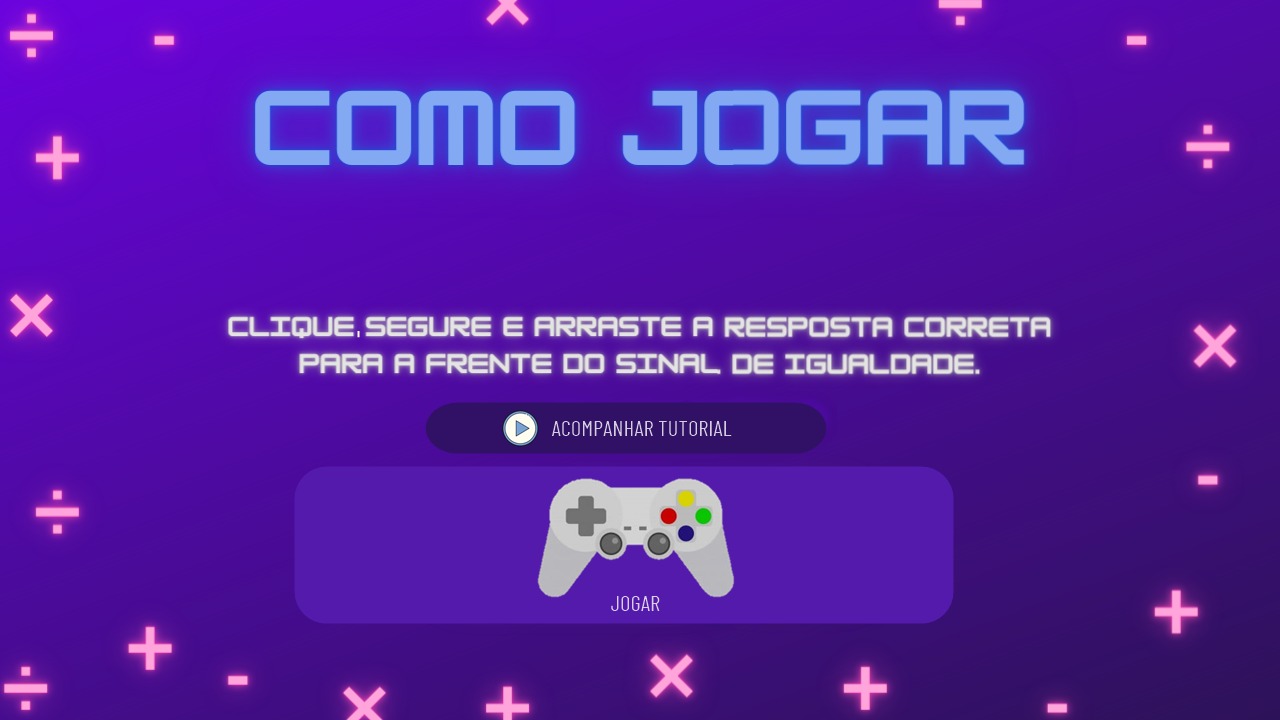 COMO JOGAR
CLIQUE, SEGURE E ARRASTE A RESPOSTA CORRETA
PARA A FRENTE DO SINAL DE IGUALDADE.
ACOMPANHAR TUTORIAL
JOGAR